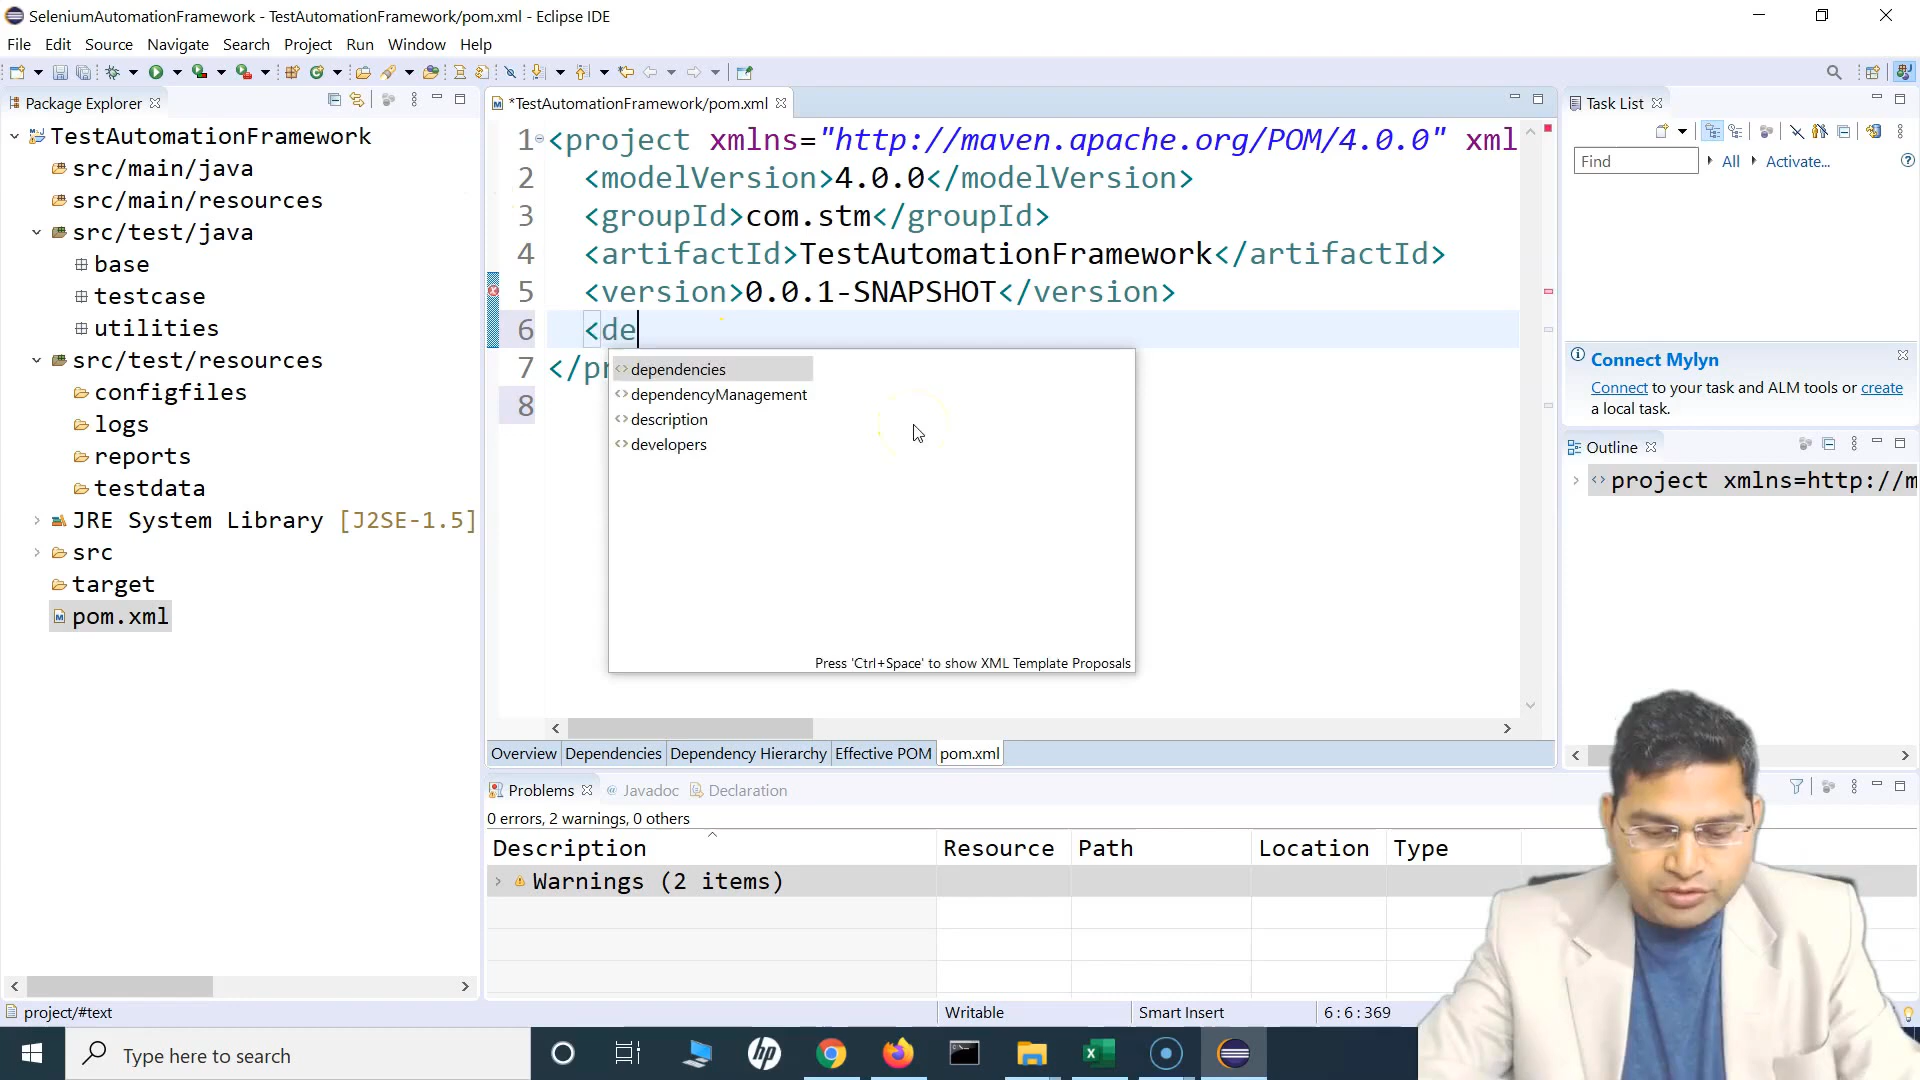 SeleniumAutomationFramework - TestAutomationFramework/pom.xml - Eclipse IDE
File Edit Source Navigate Search Project Run Window Help
Package Explorer
TestAutomationFramework
src/main/java
src/main/resources
src/test/java
base
testcase
utilities
src/test/resources
configfiles
logs
reports
testdata
JRE System Library [J2SE-1.5]
src
target
pom.xml
*TestAutomationFramework/pom.xml
1 <project xmlns="http://maven.apache.org/POM/4.0.0" xml
2 <modelVersion>4.0.0</modelVersion>
3 <groupId>com.stm</groupId>
4 <artifactId>TestAutomationFramework</artifactId>
5 <version>0.0.1-SNAPSHOT</version>
6 <de
7 </pr
8
dependencies
dependencyManagement
description
developers
Press 'Ctrl+Space' to show XML Template Proposals
Overview Dependencies Dependency Hierarchy Effective POM pom.xml
Problems @ Javadoc Declaration
0 errors, 2 warnings, 0 others
Description Resource Path Location Type
Warnings (2 items)
Task List
Find All Activate...
Connect Mylyn
Connect to your task and ALM tools or create
a local task.
Outline
project xmlns=http://m
project/#text Writable Smart Insert 6 : 6 : 369
Type here to search
hp